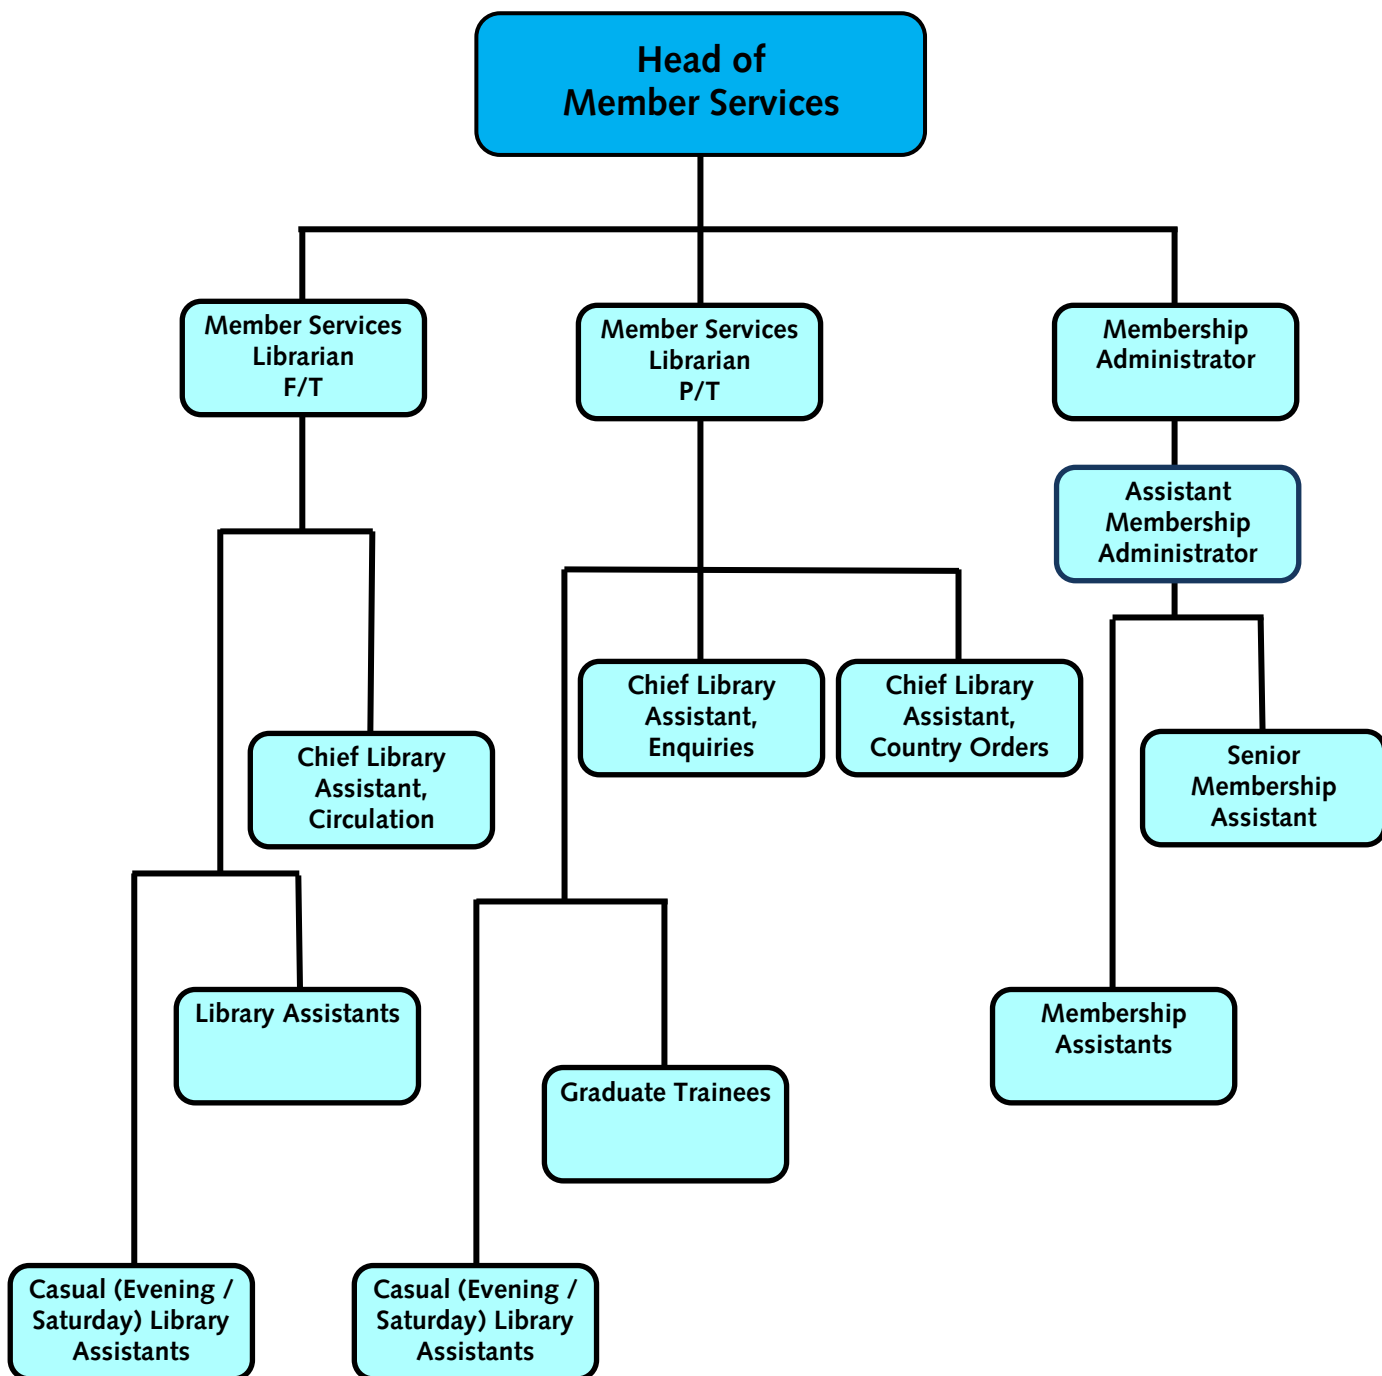 Head of
Member Services
Member Services
Librarian
F/T
Member Services
Librarian
P/T
Membership
Administrator
Assistant
Membership
Administrator
Chief Library
Assistant,
Enquiries
Chief Library
Assistant,
Country Orders
Chief Library
Assistant,
Circulation
Senior
Membership
Assistant
Library Assistants
Membership
Assistants
Graduate Trainees
Casual (Evening /
Saturday) Library
Assistants
Casual (Evening /
Saturday) Library
Assistants